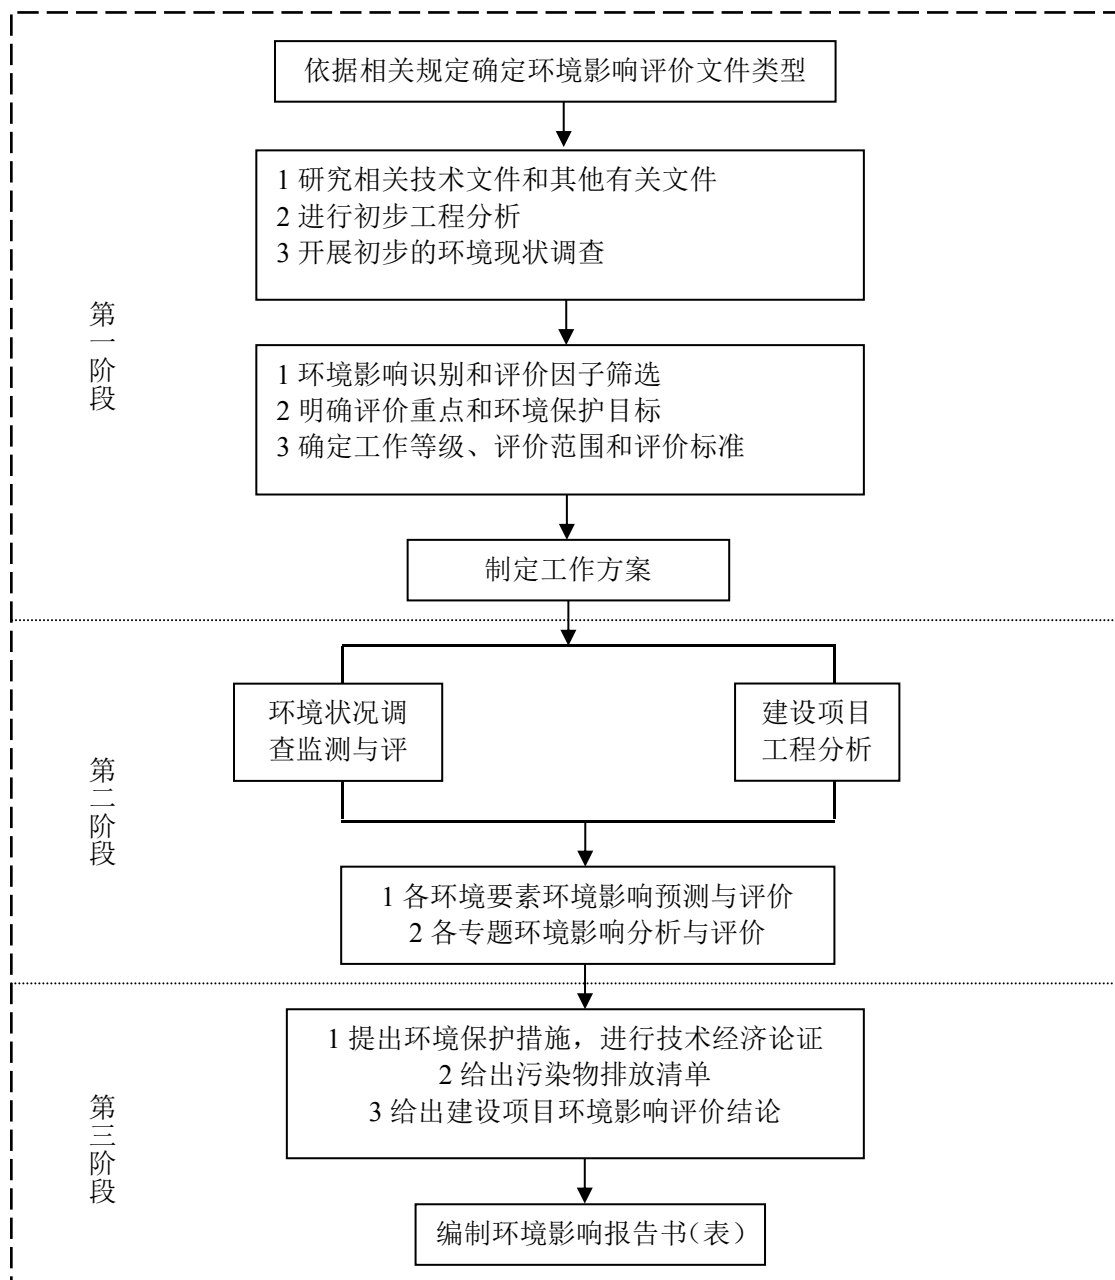 依据相关规定确定环境影响评价文件类型
1 研究相关技术文件和其他有关文件
2 进行初步工程分析
3 开展初步的环境现状调查
第一阶段
1 环境影响识别和评价因子筛选
2 明确评价重点和环境保护目标
3 确定工作等级、评价范围和评价标准
制定工作方案
第二阶段
环境状况调
查监测与评
建设项目
工程分析
1 各环境要素环境影响预测与评价
2 各专题环境影响分析与评价
第三阶段
1 提出环境保护措施，进行技术经济论证
2 给出污染物排放清单
3 给出建设项目环境影响评价结论
编制环境影响报告书（表）